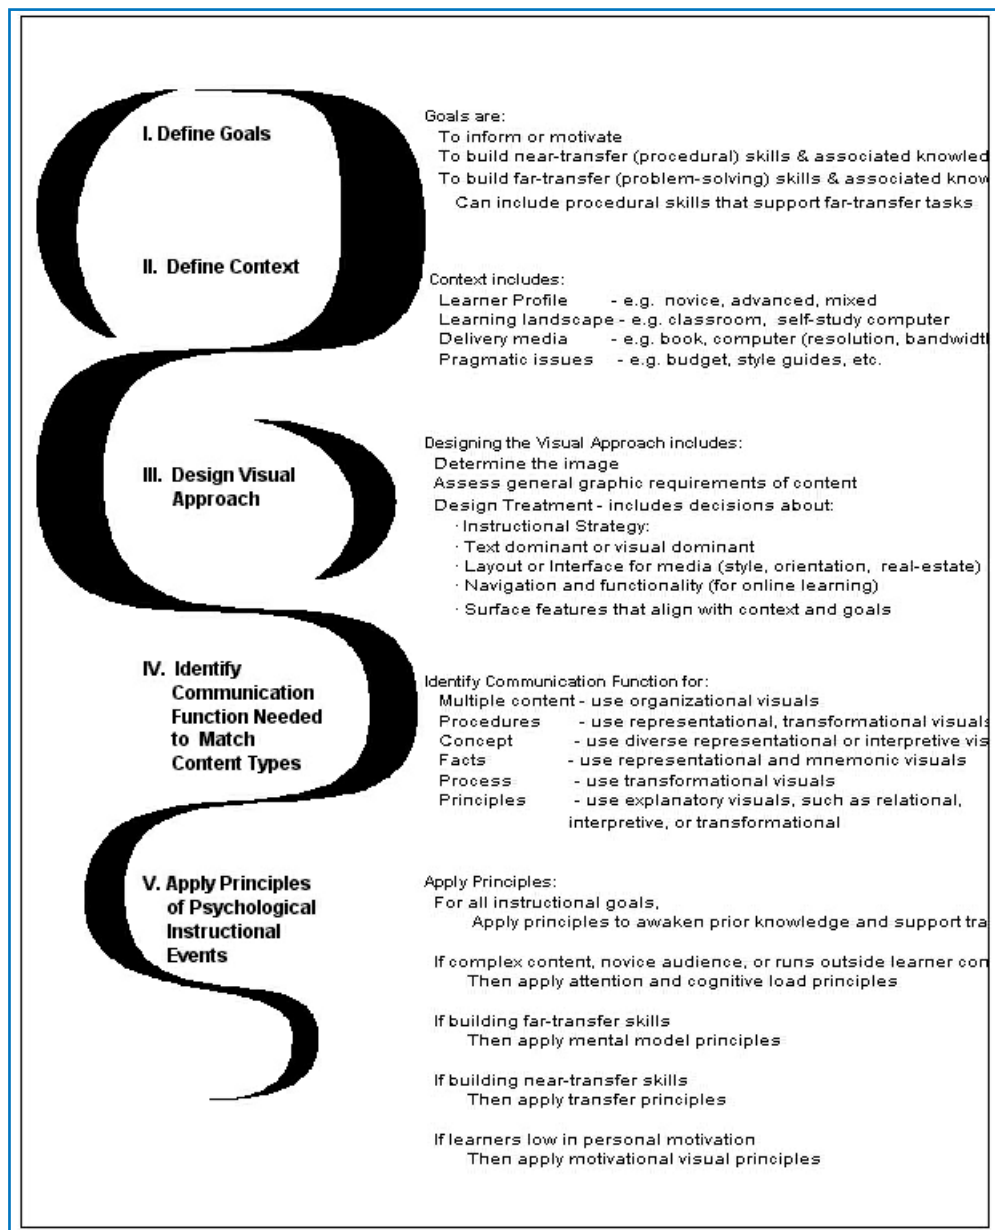 I. Define Goals
Goals are:
To inform or motivate
To build near-transfer (procedural) skills & associated knowled
To build far-transfer (problem-solving) skills & associated know
Can include procedural skills that support far-transfer tasks
II. Define Context
Context includes:
Learner Profile - e.g. novice, advanced, mixed
Learning landscape - e.g. classroom, self-study computer
Delivery media - e.g. book, computer (resolution, bandwidth
Pragmatic issues - e.g. budget, style guides, etc.
III. Design Visual
Approach
Designing the Visual Approach includes:
Determine the image
Assess general graphic requirements of content
Design Treatment - includes decisions about:
· Instructional Strategy:
· Text dominant or visual dominant
· Layout or Interface for media (style, orientation, real-estate)
· Navigation and functionality (for online learning)
· Surface features that align with context and goals
IV. Identify
Communication
Function Needed
to Match
Content Types
Identify Communication Function for:
Multiple content - use organizational visuals
Procedures - use representational, transformational visuals
Concept - use diverse representational or interpretive vis
Facts - use representational and mnemonic visuals
Process - use transformational visuals
Principles - use explanatory visuals, such as relational,
interpretive, or transformational
V. Apply Principles
of Psychological
Instructional
Events
Apply Principles:
For all instructional goals,
Apply principles to awaken prior knowledge and support tra
If complex content, novice audience, or runs outside learner con
Then apply attention and cognitive load principles
If building far-transfer skills
Then apply mental model principles
If building near-transfer skills
Then apply transfer principles
If learners low in personal motivation
Then apply motivational visual principles